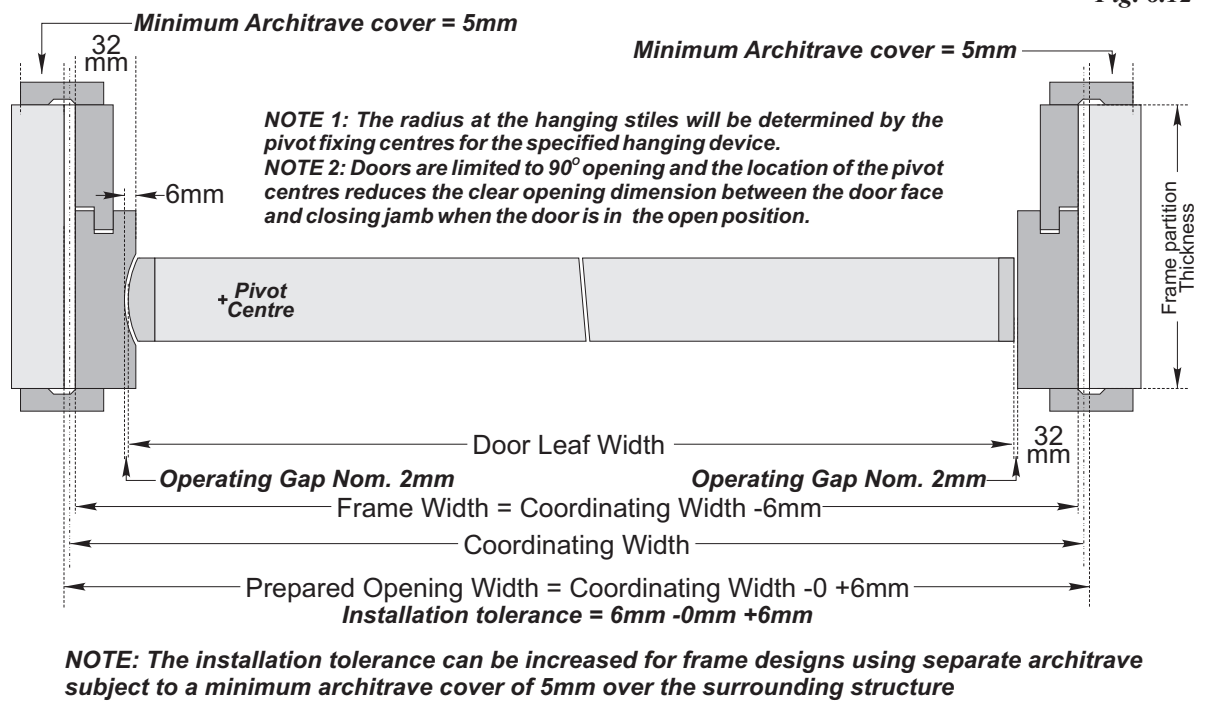 Fig. 6.12
Minimum Architrave cover = 5mm
32
mm
Minimum Architrave cover = 5mm
NOTE 1: The radius at the hanging stiles will be determined by the
pivot fixing centres for the specified hanging device.
NOTE 2: Doors are limited to 90° opening and the location of the pivot
centres reduces the clear opening dimension between the door face
and closing jamb when the door is in the open position.
6mm
Frame partition
Thickness
+Pivot
Centre
Door Leaf Width
32
mm
Operating Gap Nom. 2mm
Operating Gap Nom. 2mm
Frame Width = Coordinating Width -6mm
Coordinating Width
Prepared Opening Width = Coordinating Width -0 +6mm
Installation tolerance = 6mm -0mm +6mm
NOTE: The installation tolerance can be increased for frame designs using separate architrave
subject to a minimum architrave cover of 5mm over the surrounding structure